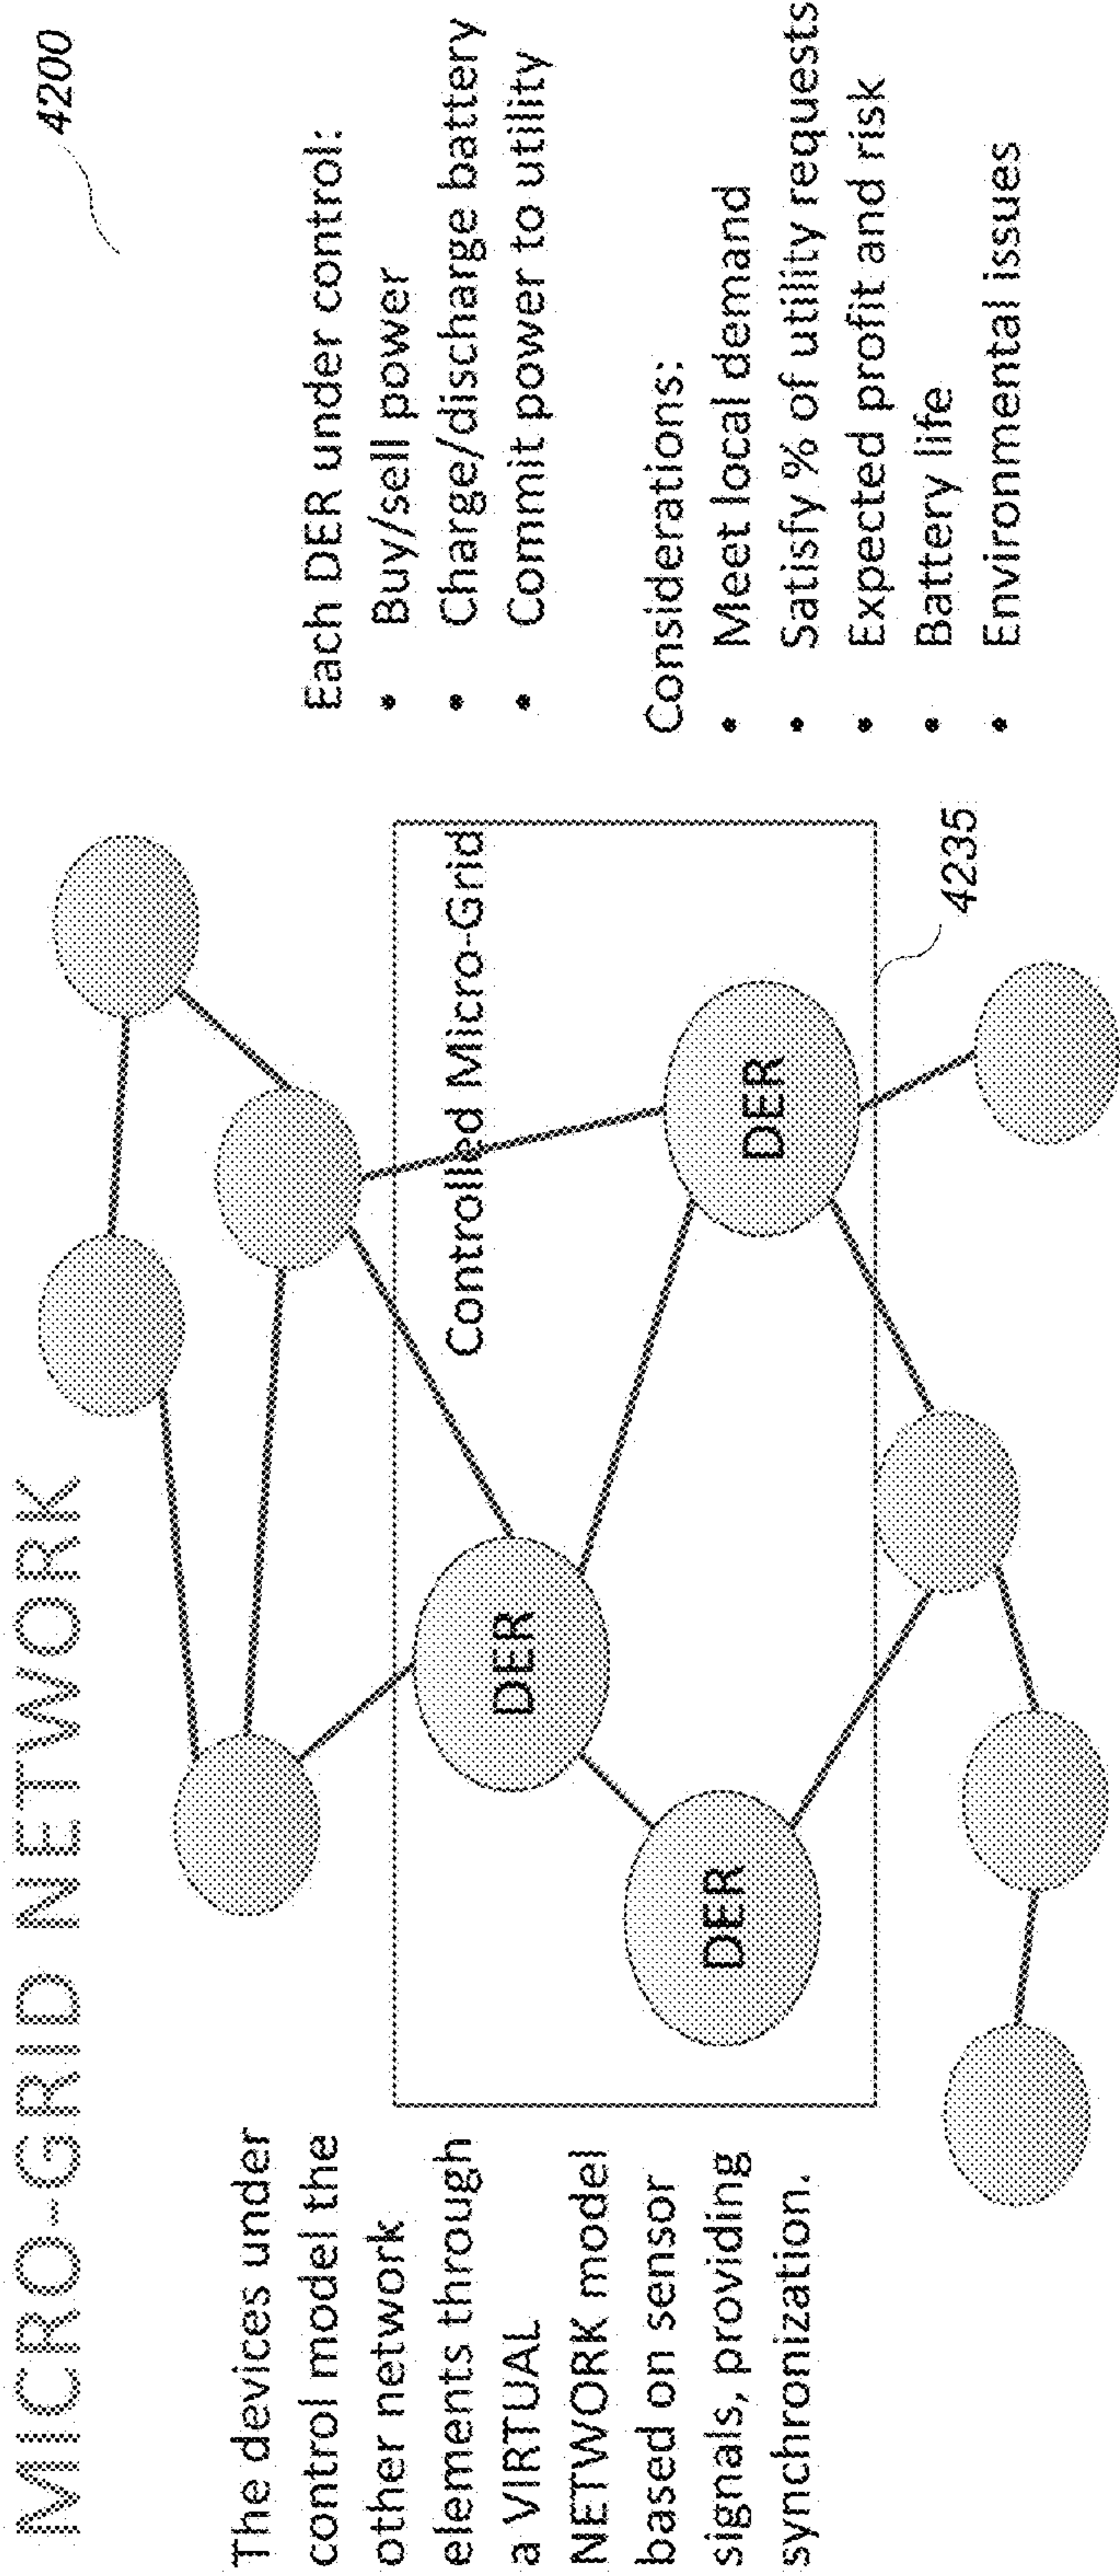 MICRO-GRID NETWORK
4200
The devices under
control model the
other network
elements through
a VIRTUAL
NETWORK model
based on sensor
signals, providing
synchronization.
Controlled Micro-Grid
DER
DER
DER
4235
Each DER under control:
• Buy/sell power
• Charge/discharge battery
• Commit power to utility
Considerations:
• Meet local demand
• Satisfy % of utility requests
• Expected profit and risk
• Battery life
• Environmental issues